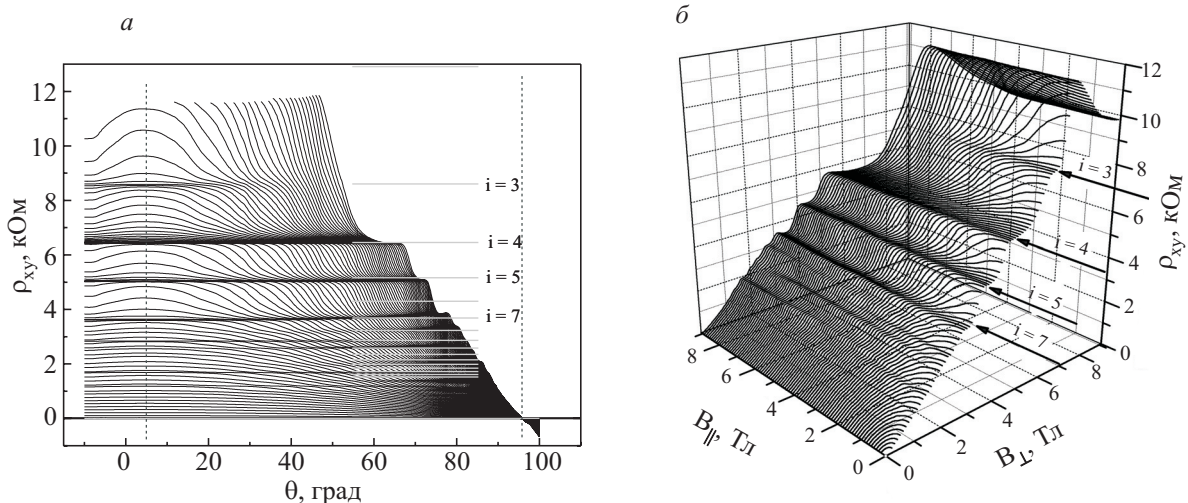 а
12
10
8
6
4
2
0
ρxy, кОм
i = 3
i = 4
i = 5
i = 7
0 20 40 60 80 100
θ, град
б
12
10
8
6
4
2
0
ρxy, кОм
i = 3
i = 4
i = 5
i = 7
8
6
4
2
0
B||, Тл
0
2
4
6
8
B⊥, Тл